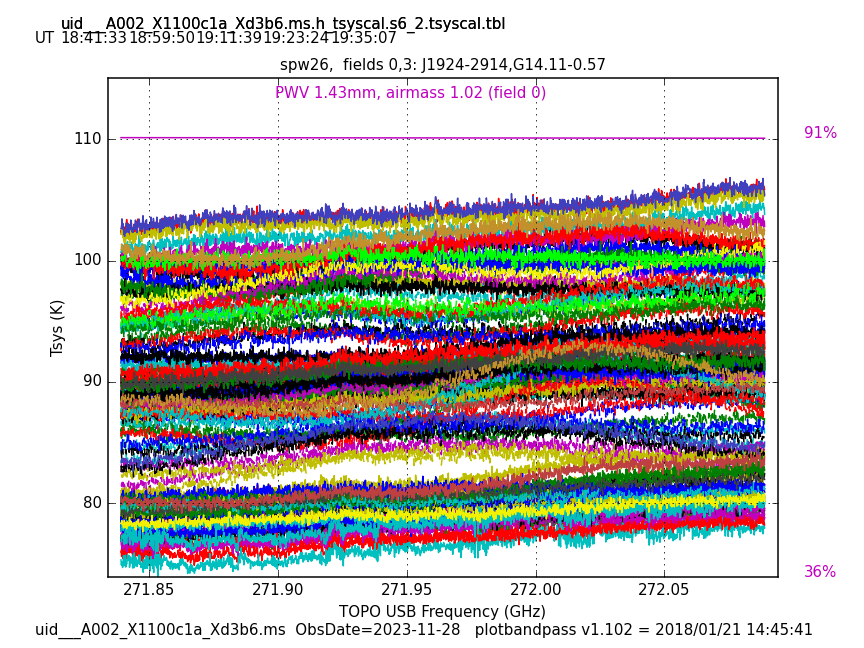 uid___A002_X1100c1a_Xd3b6.ms.h_tsyscal.s6_2.tsyscal.tbl
UT 18:41:33 18:59:50 19:11:39 19:23:24 19:35:07
spw26,  fields 0,3: J1924-2914,G14.11-0.57
PWV 1.43mm, airmass 1.02 (field 0)
110
91%
100
90
80
Tsys (K)
36%
271.85 271.90 271.95 272.00 272.05
TOPO USB Frequency (GHz)
uid___A002_X1100c1a_Xd3b6.ms  ObsDate=2023-11-28   plotbandpass v1.102 = 2018/01/21 14:45:41